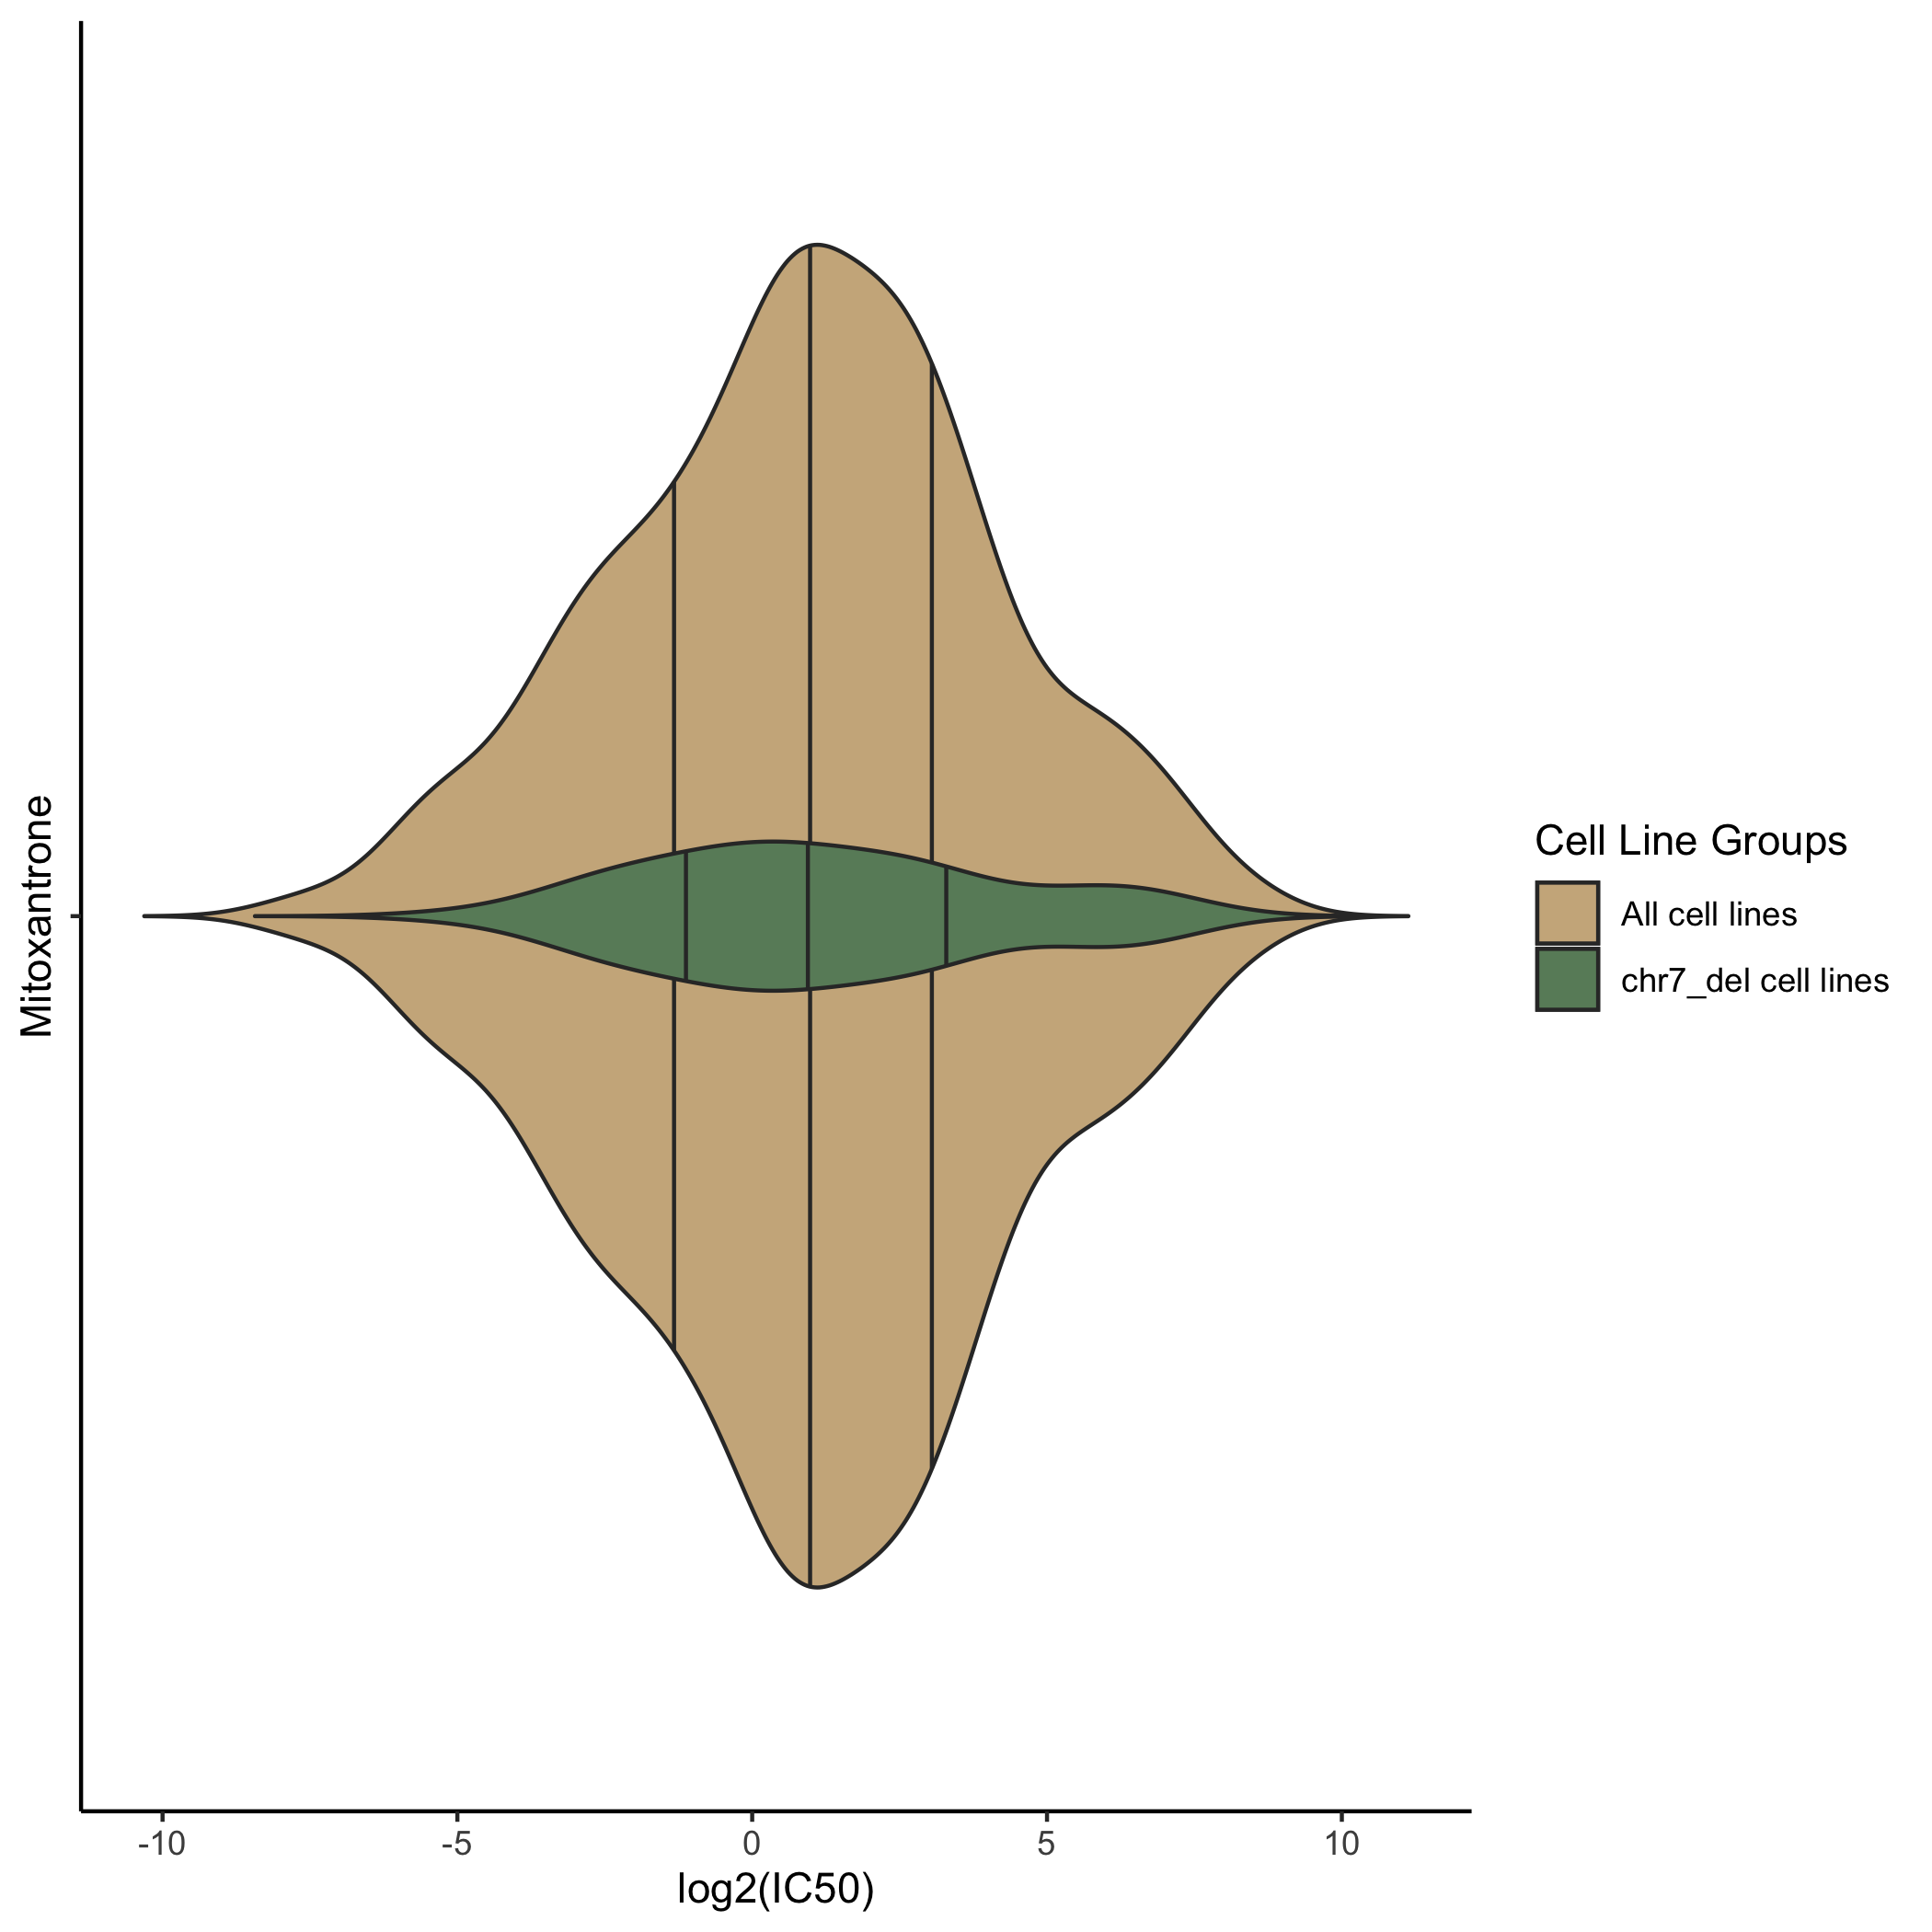 Mitoxantrone
Cell Line Groups
All cell lines
chr7_del cell lines
-10 -5 0 5 10
log2(IC50)